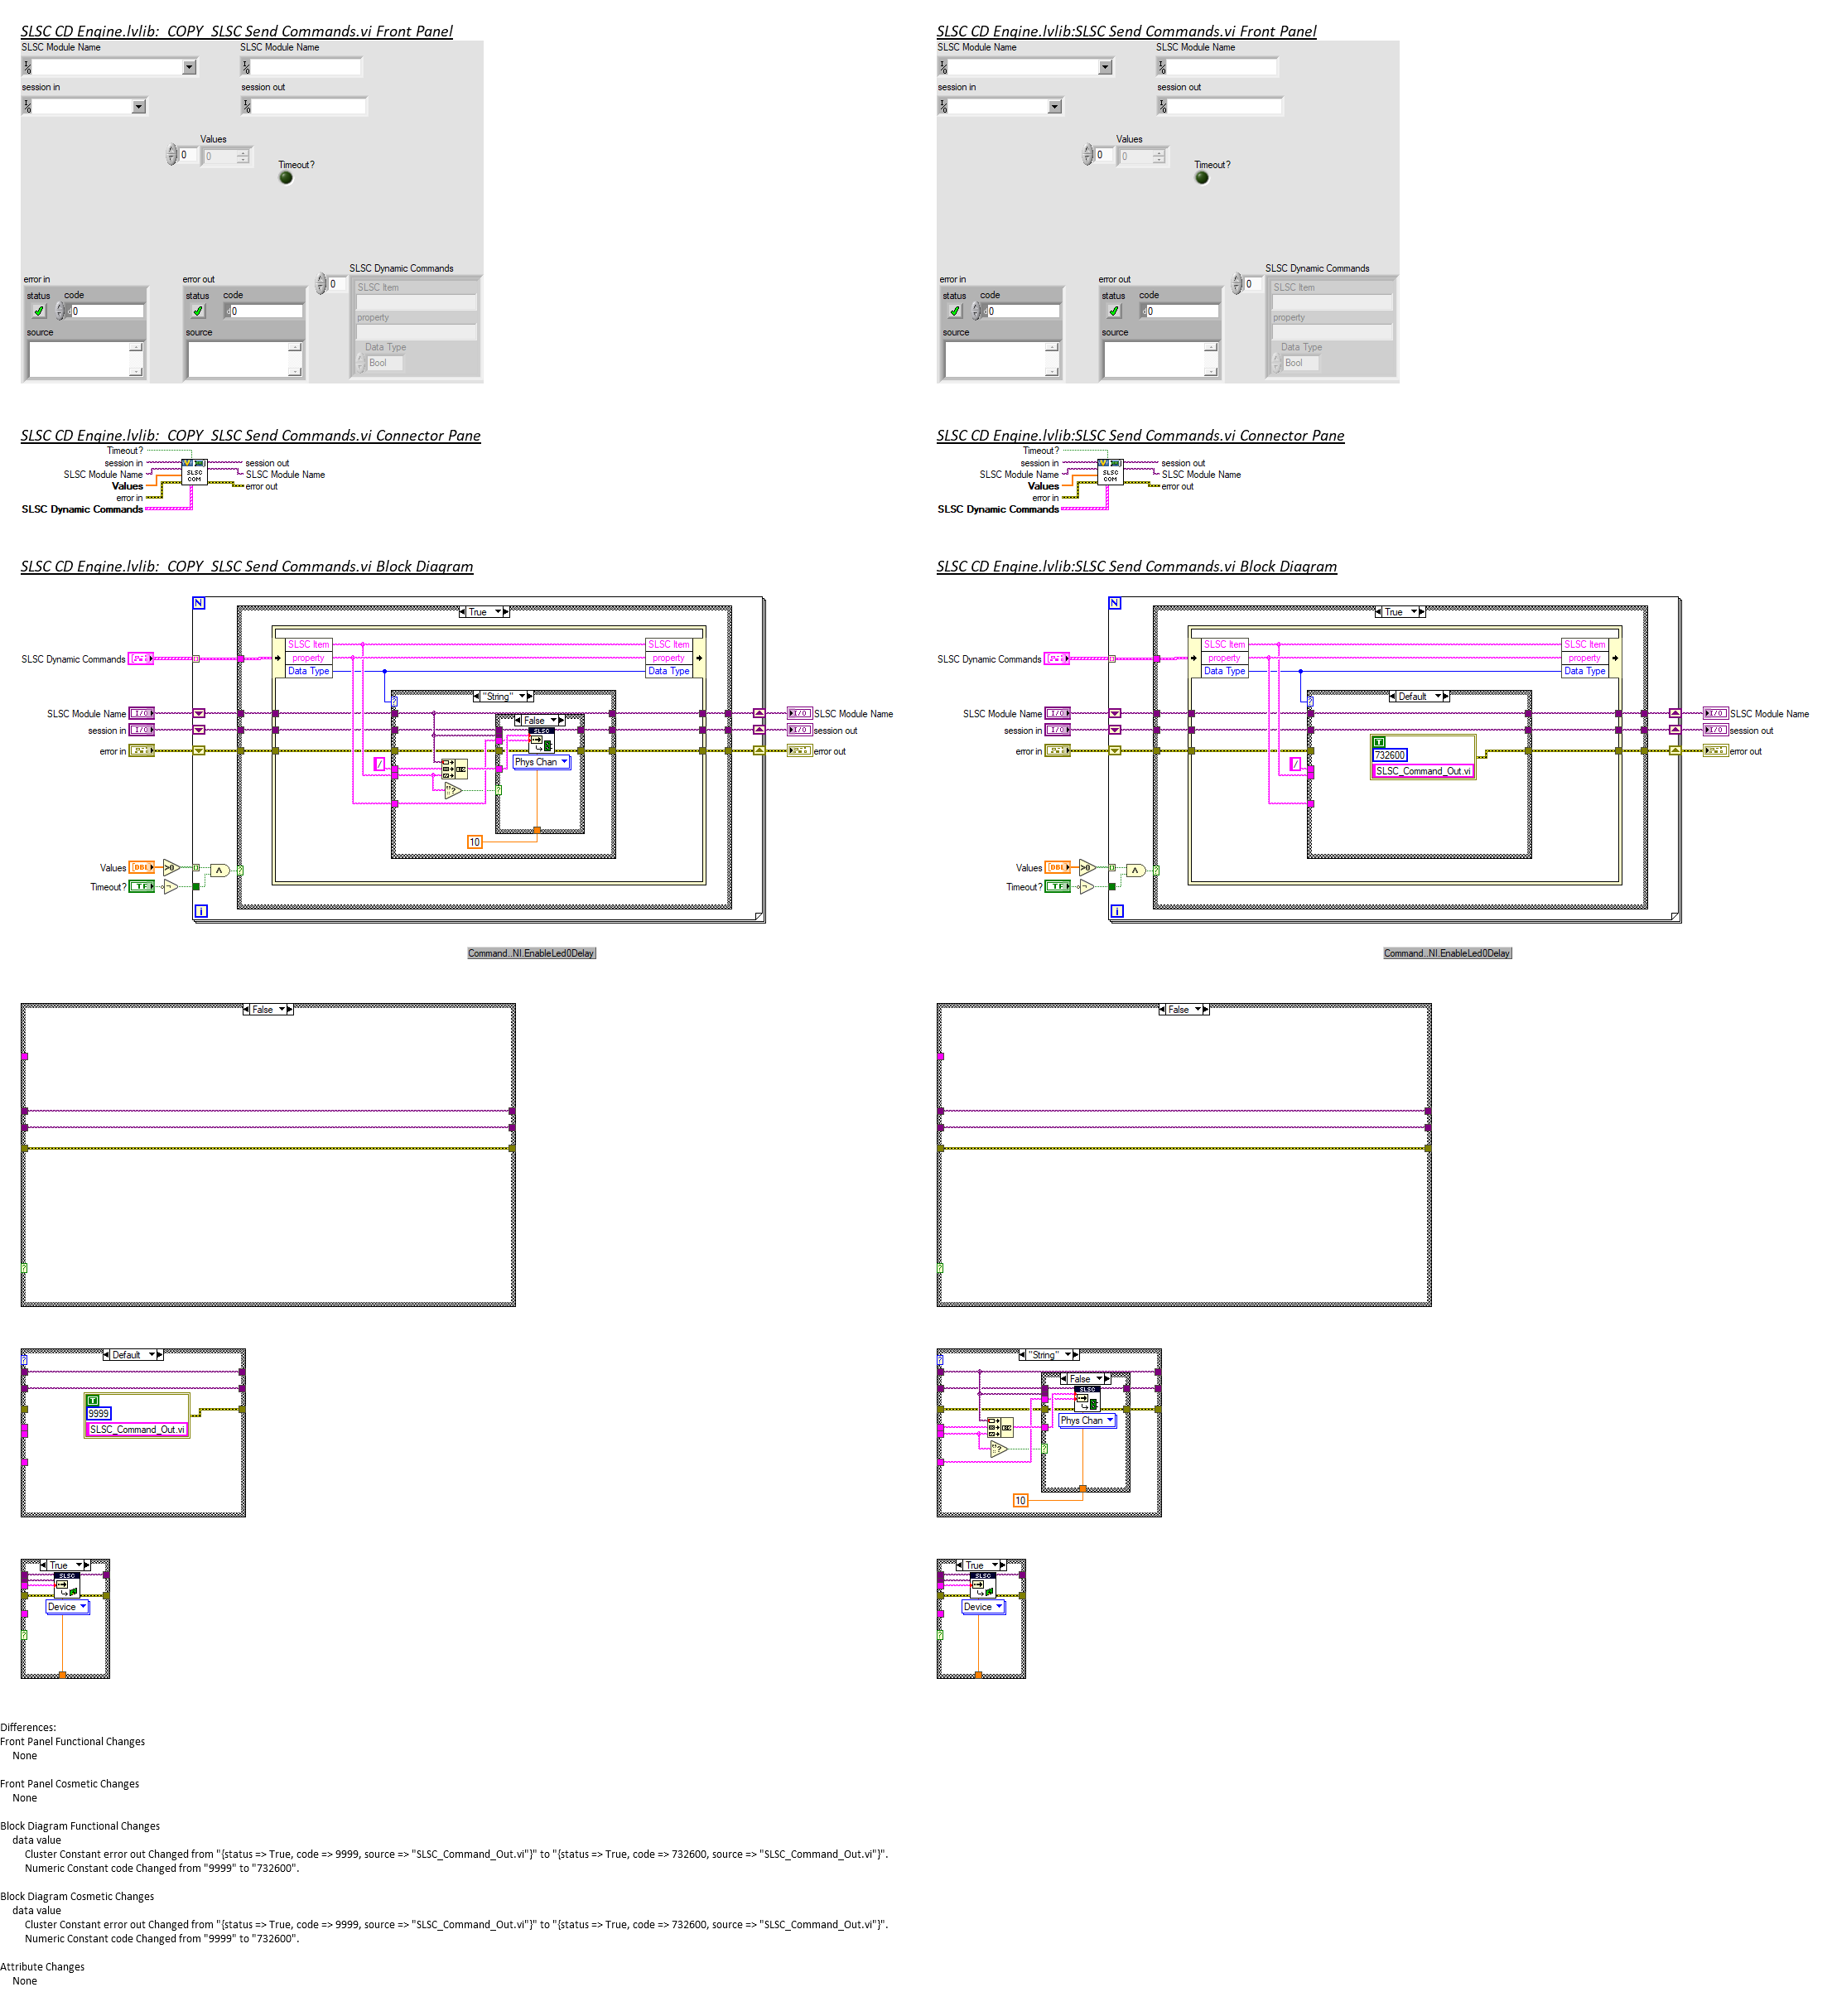 SLSC CD Engine.lvlib:_COPY_SLSC Send Commands.vi Front Panel
SLSC Module Name
SLSC Module Name
session in
session out
Values
0
0
Timeout?
error in
status
code
0
source
error out
status
code
0
source
SLSC Dynamic Commands
0
SLSC Item
property
Data Type
Bool
SLSC CD Engine.lvlib:SLSC Send Commands.vi Front Panel
SLSC Module Name
SLSC Module Name
session in
session out
Values
0
0
Timeout?
error in
status
code
0
source
error out
status
code
0
source
SLSC Dynamic Commands
0
SLSC Item
property
Data Type
Bool
SLSC CD Engine.lvlib:_COPY_SLSC Send Commands.vi Connector Pane
Timeout?
session in
SLSC Module Name
Values
error in
SLSC Dynamic Commands
SLSC
COM
session out
SLSC Module Name
error out
SLSC CD Engine.lvlib:SLSC Send Commands.vi Connector Pane
Timeout?
session in
SLSC Module Name
Values
error in
SLSC Dynamic Commands
SLSC
COM
session out
SLSC Module Name
error out
SLSC CD Engine.lvlib:_COPY_SLSC Send Commands.vi Block Diagram
N
True
SLSC Item
property
Data Type
SLSC Item
property
Data Type
SLSC Dynamic Commands
"String"
SLSC Module Name
session in
error in
False
SLSC
Phys Chan
/
10
SLSC Module Name
session out
error out
Values
Timeout?
i
Command..NI.EnableLed0Delay
SLSC CD Engine.lvlib:SLSC Send Commands.vi Block Diagram
N
True
SLSC Item
property
Data Type
SLSC Item
property
Data Type
SLSC Dynamic Commands
Default
SLSC Module Name
session in
error in
T
732600
SLSC_Command_Out.vi
/
SLSC Module Name
session out
error out
Values
Timeout?
i
Command..NI.EnableLed0Delay
False
False
Default
T
9999
SLSC_Command_Out.vi
"String"
False
SLSC
Phys Chan
10
True
SLSC
Device
True
SLSC
Device
Differences:
Front Panel Functional Changes
None
Front Panel Cosmetic Changes
None
Block Diagram Functional Changes
data value
Cluster Constant error out Changed from "{status => True, code => 9999, source => "SLSC_Command_Out.vi"}" to "{status => True, code => 732600, source => "SLSC_Command_Out.vi"}".
Numeric Constant code Changed from "9999" to "732600".
Block Diagram Cosmetic Changes
data value
Cluster Constant error out Changed from "{status => True, code => 9999, source => "SLSC_Command_Out.vi"}" to "{status => True, code => 732600, source => "SLSC_Command_Out.vi"}".
Numeric Constant code Changed from "9999" to "732600".
Attribute Changes
None